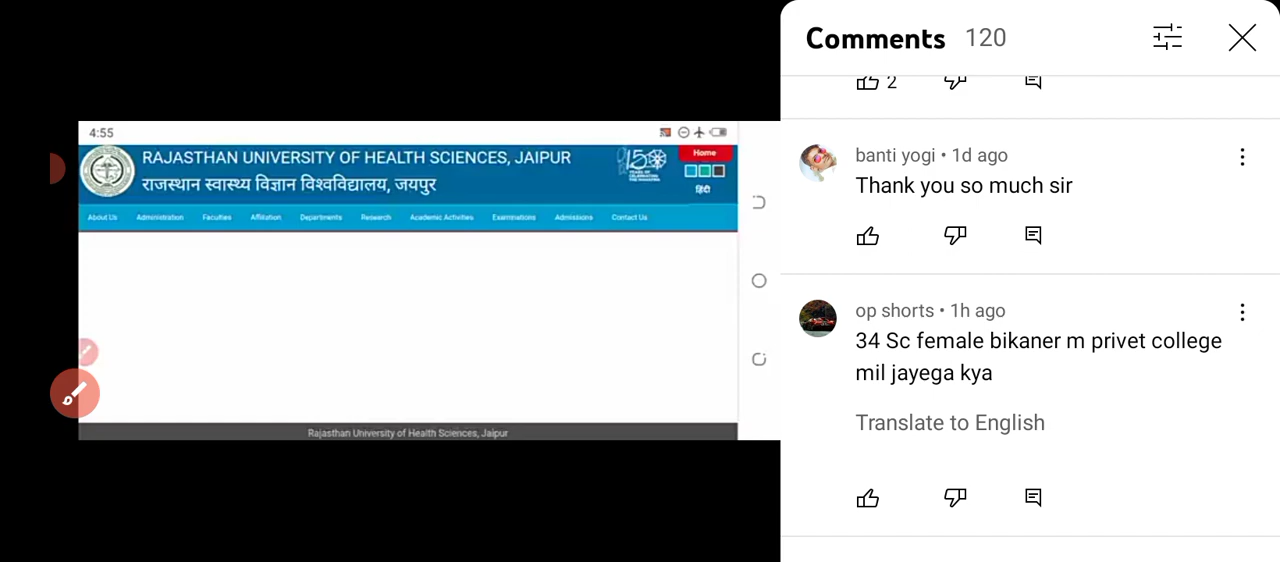 4:55
RAJASTHAN UNIVERSITY OF HEALTH SCIENCES, JAIPUR
राजस्थान स्वास्थ्य विज्ञान विश्वविद्यालय, जयपुर
Home
हिंदी
About Us Administration Faculties Affiliation Departments Research Academic Activities Examinations Admissions Contact Us
Rajasthan University of Health Sciences, Jaipur
Comments 120
2
banti yogi • 1d ago
Thank you so much sir
op shorts • 1h ago
34 Sc female bikaner m privet college
mil jayega kya
Translate to English